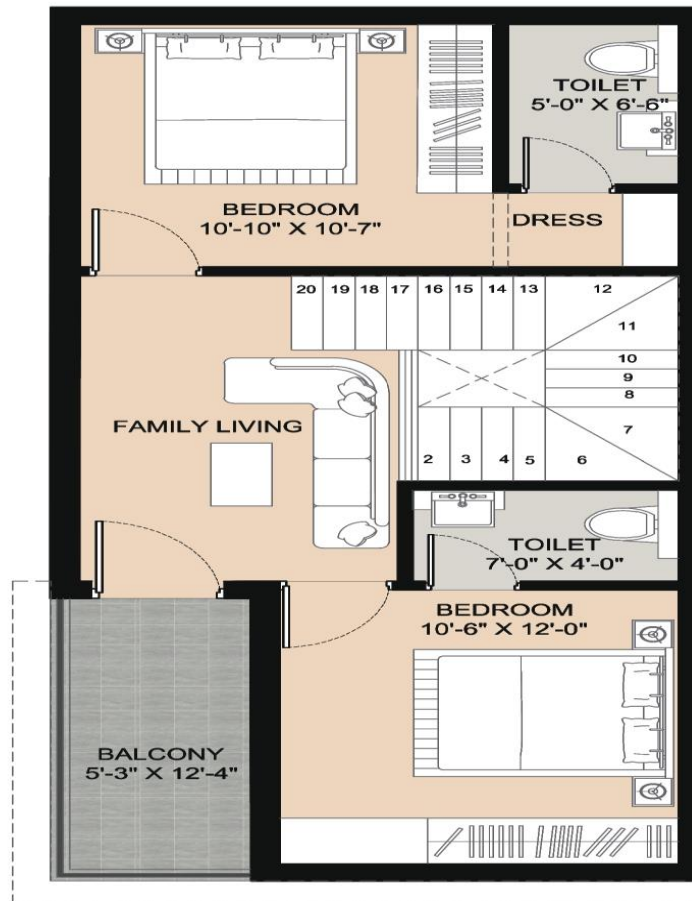 TOILET
5'-0" X 6'-6"
BEDROOM
10'-10" X 10'-7"
DRESS
20 19 18 17 16 15 14 13 12
11
10
9
8
7
FAMILY LIVING
2 3 4 5 6
TOILET
7'-0" X 4'-0"
BEDROOM
10'-6" X 12'-0"
BALCONY
5'-3" X 12'-4"